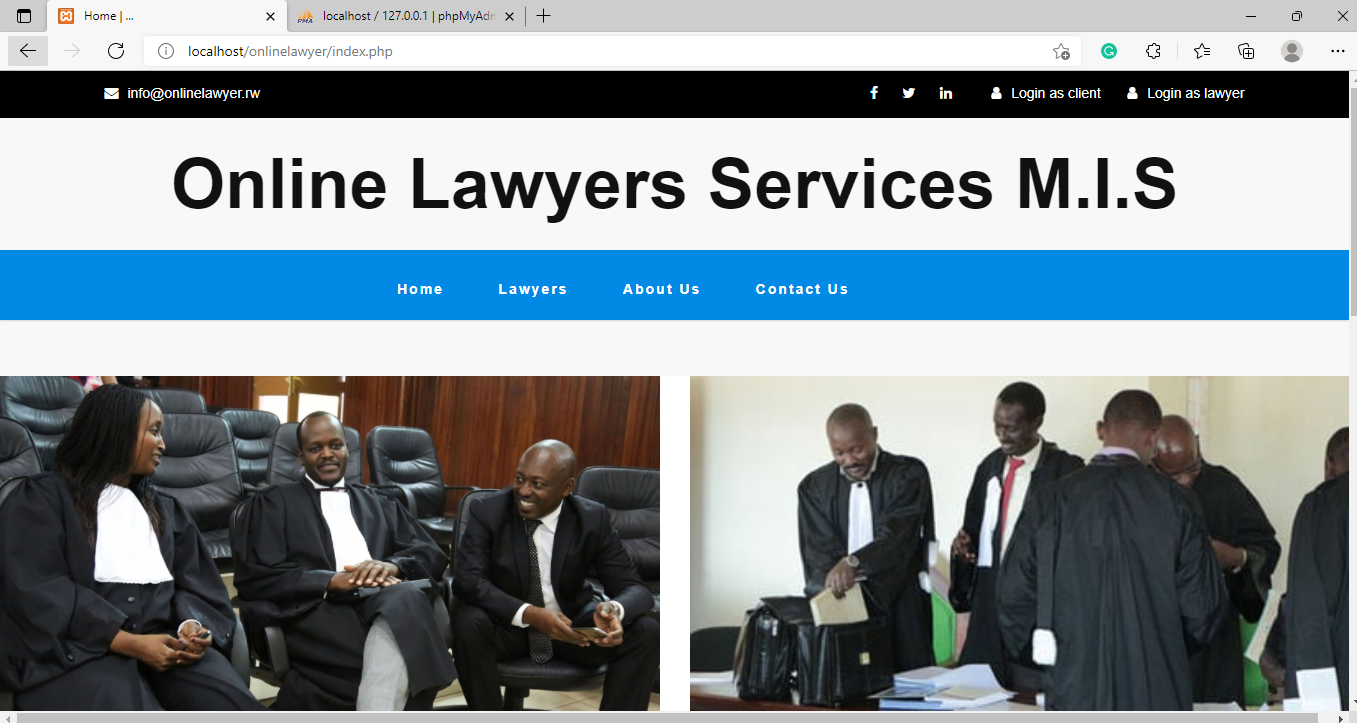 Home | ...
localhost / 127.0.0.1 | phpMyAdm
localhost/onlinelawyer/index.php
info@onlinelawyer.rw
Login as client
Login as lawyer
Online Lawyers Services M.I.S
Home
Lawyers
About Us
Contact Us